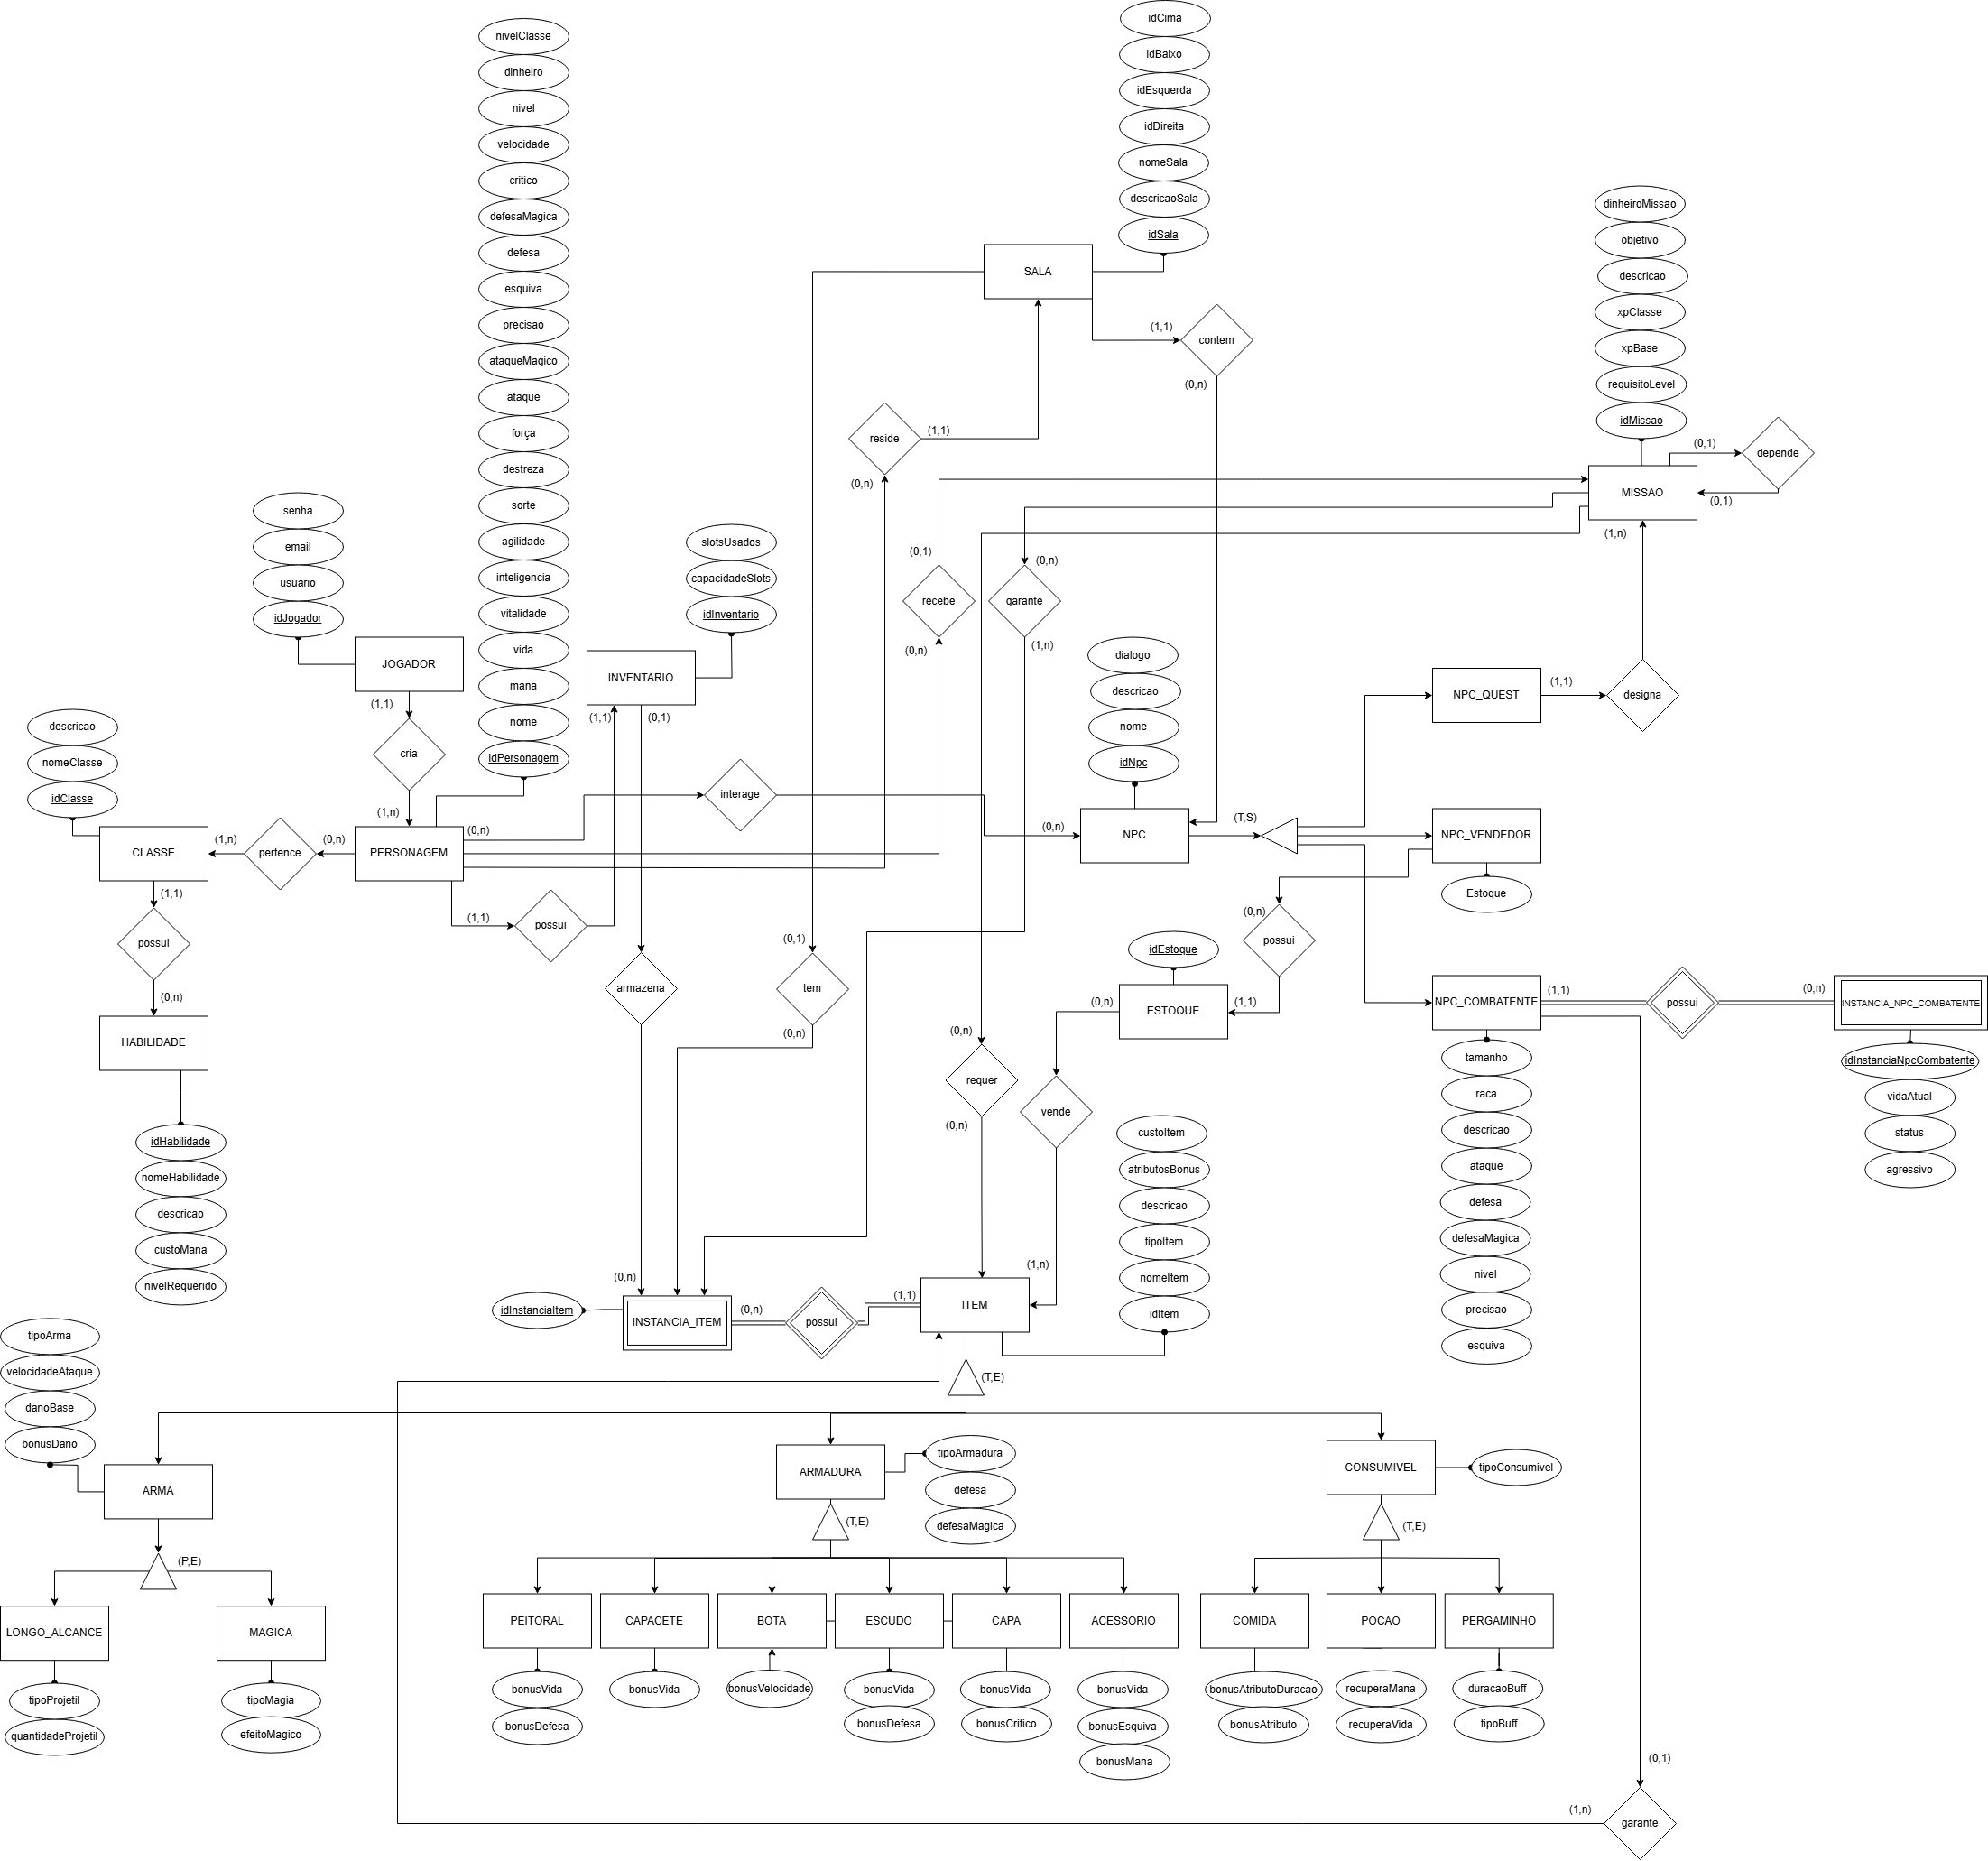 idCima
idBaixo
idEsquerda
idDireita
nomeSala
descricaoSala
idSala
SALA
(1,1)
contem
(0,n)
nivelClasse
dinheiro
nivel
velocidade
critico
defesaMagica
defesa
esquiva
precisao
ataqueMagico
ataque
força
destreza
sorte
agilidade
inteligencia
vitalidade
vida
mana
nome
idPersonagem
dinheiroMissao
objetivo
descricao
xpClasse
xpBase
requisitoLevel
idMissao
MISSAO
(0,1)
depende
(0,1)
(1,n)
reside
(1,1)
(0,n)
senha
email
usuario
idJogador
JOGADOR
(1,1)
cria
(1,n)
slotsUsados
capacidadeSlots
idInventario
INVENTARIO
(1,1)
(0,1)
(0,1)
recebe
(0,n)
(0,n)
garante
(1,n)
dialogo
descricao
nome
idNpc
NPC
(T,S)
NPC_QUEST
(1,1)
designa
NPC_VENDEDOR
Estoque
descricao
nomeClasse
idClasse
CLASSE
(1,n)
pertence
(0,n)
PERSONAGEM
(0,n)
interage
(0,n)
(1,1)
possui
(1,1)
possui
(0,n)
HABILIDADE
idHabilidade
nomeHabilidade
descricao
custoMana
nivelRequerido
armazena
(0,n)
(0,1)
tem
(0,n)
(0,n)
requer
(0,n)
idEstoque
ESTOQUE
(0,n)
(1,1)
(0,n)
possui
vende
(1,n)
NPC_COMBATENTE
(1,1)
possui
(0,n)
INSTANCIA_NPC_COMBATENTE
idInstanciaNpcCombatente
vidaAtual
status
agressivo
tamanho
raca
descricao
ataque
defesa
defesaMagica
nivel
precisao
esquiva
custoItem
atributosBonus
descricao
tipoItem
nomeItem
idItem
idInstanciaItem
INSTANCIA_ITEM
(0,n)
possui
(1,1)
ITEM
(T,E)
tipoArma
velocidadeAtaque
danoBase
bonusDano
ARMA
(P,E)
LONGO_ALCANCE
MAGICA
tipoProjetil
quantidadeProjetil
tipoMagia
efeitoMagico
ARMADURA
(T,E)
tipoArmadura
defesa
defesaMagica
CONSUMIVEL
(T,E)
tipoConsumivel
PEITORAL
CAPACETE
BOTA
ESCUDO
CAPA
ACESSORIO
COMIDA
POCAO
PERGAMINHO
bonusVida
bonusDefesa
bonusVida
bonusVelocidade
bonusVida
bonusDefesa
bonusVida
bonusCritico
bonusVida
bonusEsquiva
bonusMana
bonusAtributoDuracao
bonusAtributo
recuperaMana
recuperaVida
duracaoBuff
tipoBuff
(0,1)
(1,n)
garante